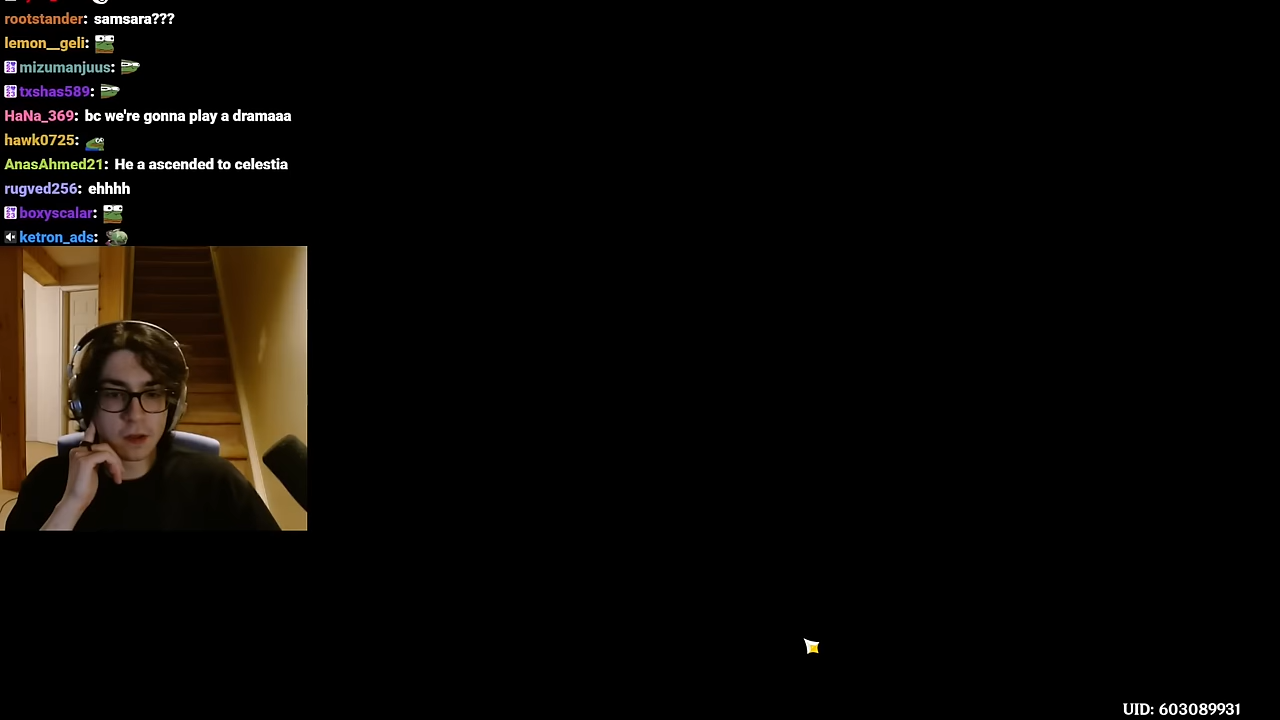 rootstander: samsara???
lemon__geli:
mizumanjuus:
txshas589:
HaNa_369: bc we're gonna play a dramaaa
hawk0725:
AnasAhmed21: He a ascended to celestia
rugved256: ehhhh
boxyscalar:
ketron_ads:
UID: 603089931